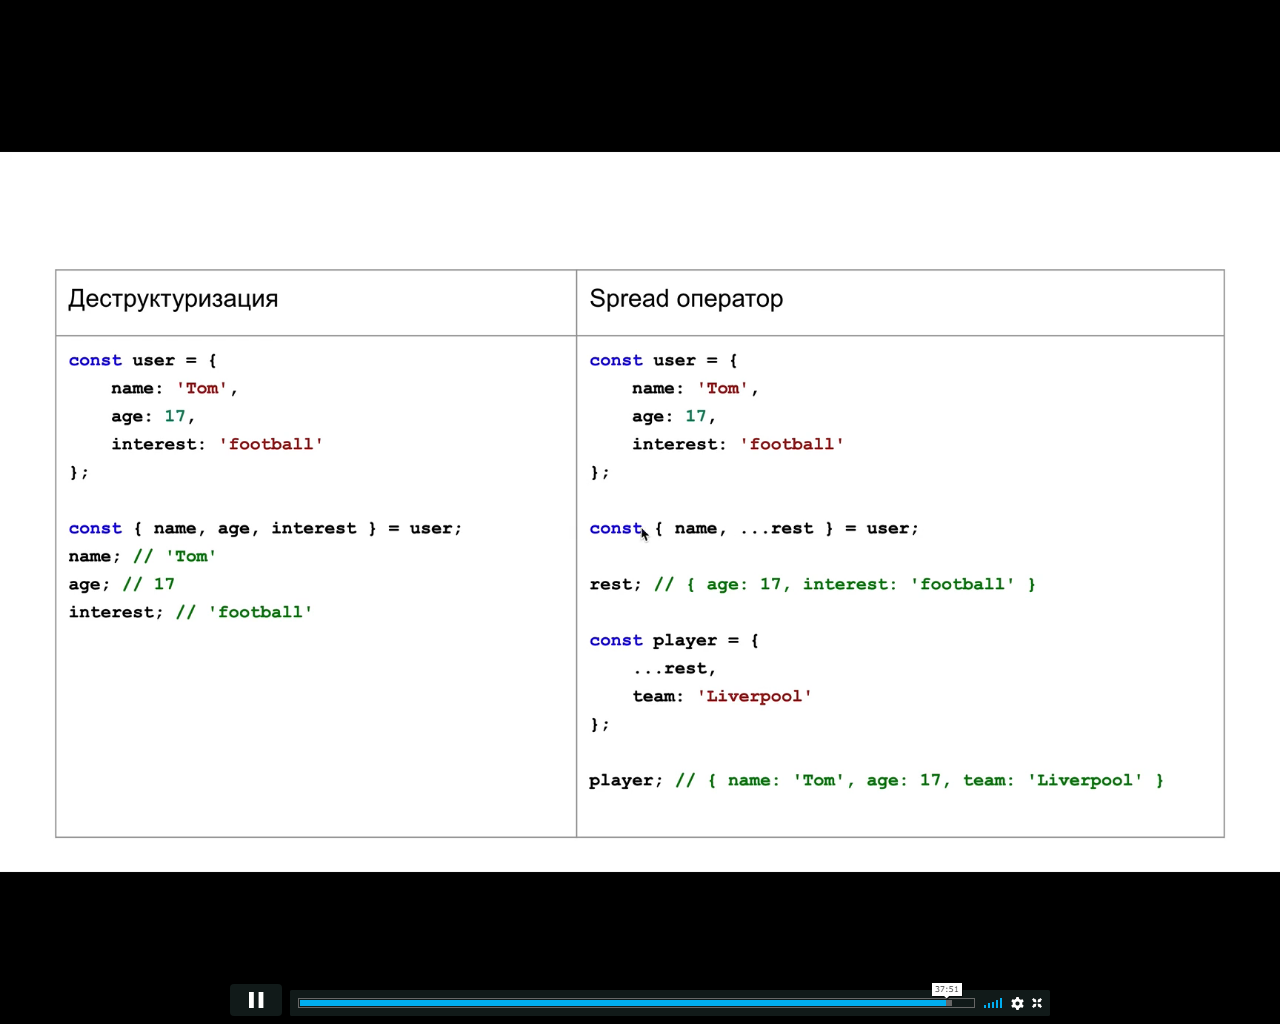 Деструктуризация
const user = {
name: 'Tom',
age: 17,
interest: 'football'
};
const { name, age, interest } = user;
name; // 'Tom'
age; // 17
interest; // 'football'
Spread оператор
const user = {
name: 'Tom',
age: 17,
interest: 'football'
};
const { name, ...rest } = user;
rest; // { age: 17, interest: 'football' }
const player = {
...rest,
team: 'Liverpool'
};
player; // { name: 'Tom', age: 17, team: 'Liverpool' }
37:51